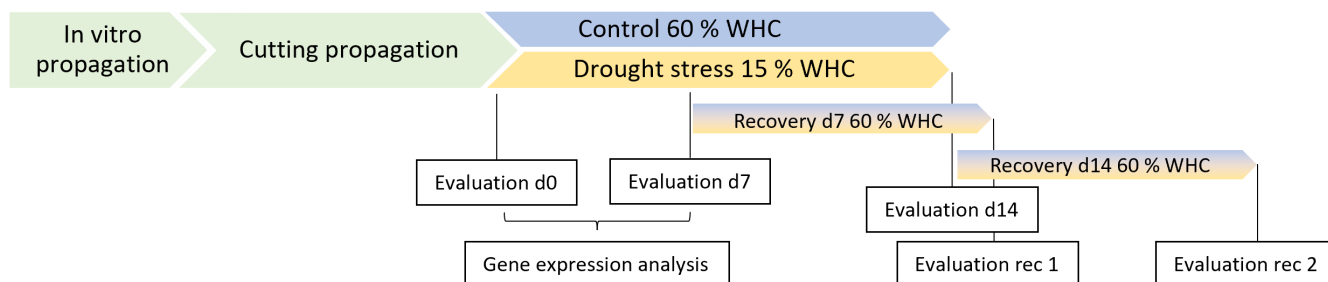 In vitro
propagation
Cutting propagation
Control 60 % WHC
Drought stress 15 % WHC
Recovery d7 60 % WHC
Recovery d14 60 % WHC
Evaluation d0
Evaluation d7
Evaluation d14
Gene expression analysis
Evaluation rec 1
Evaluation rec 2